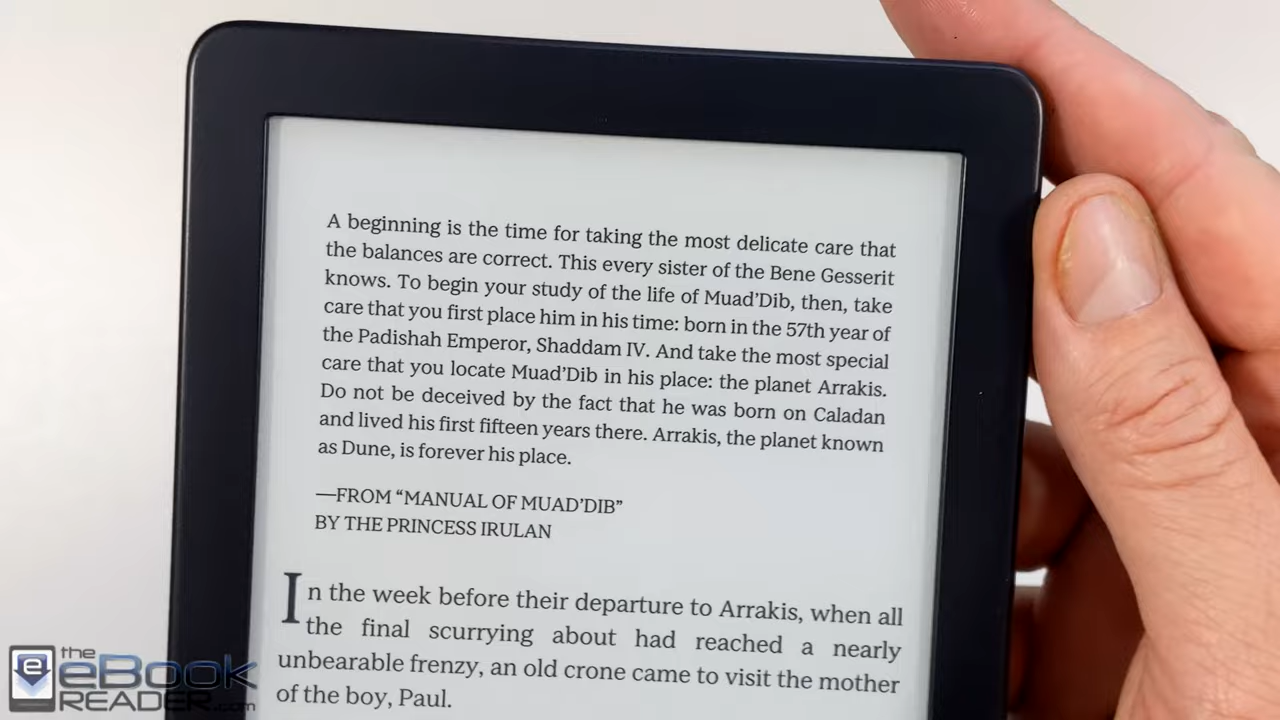 A beginning is the time for taking the most delicate care that
the balances are correct. This every sister of the Bene Gesserit
knows. To begin your study of the life of Muad’Dib, then, take
care that you first place him in his time: born in the 57th year of
the Padishah Emperor, Shaddam IV. And take the most special
care that you locate Muad’Dib in his place: the planet Arrakis.
Do not be deceived by the fact that he was born on Caladan
and lived his first fifteen years there. Arrakis, the planet known
as Dune, is forever his place.
—FROM “MANUAL OF MUAD’DIB”
BY THE PRINCESS IRULAN
In the week before their departure to Arrakis, when all
the final scurrying about had reached a nearly
unbearable frenzy, an old crone came to visit the mother
of the boy, Paul.
e the
eBook
READER.com